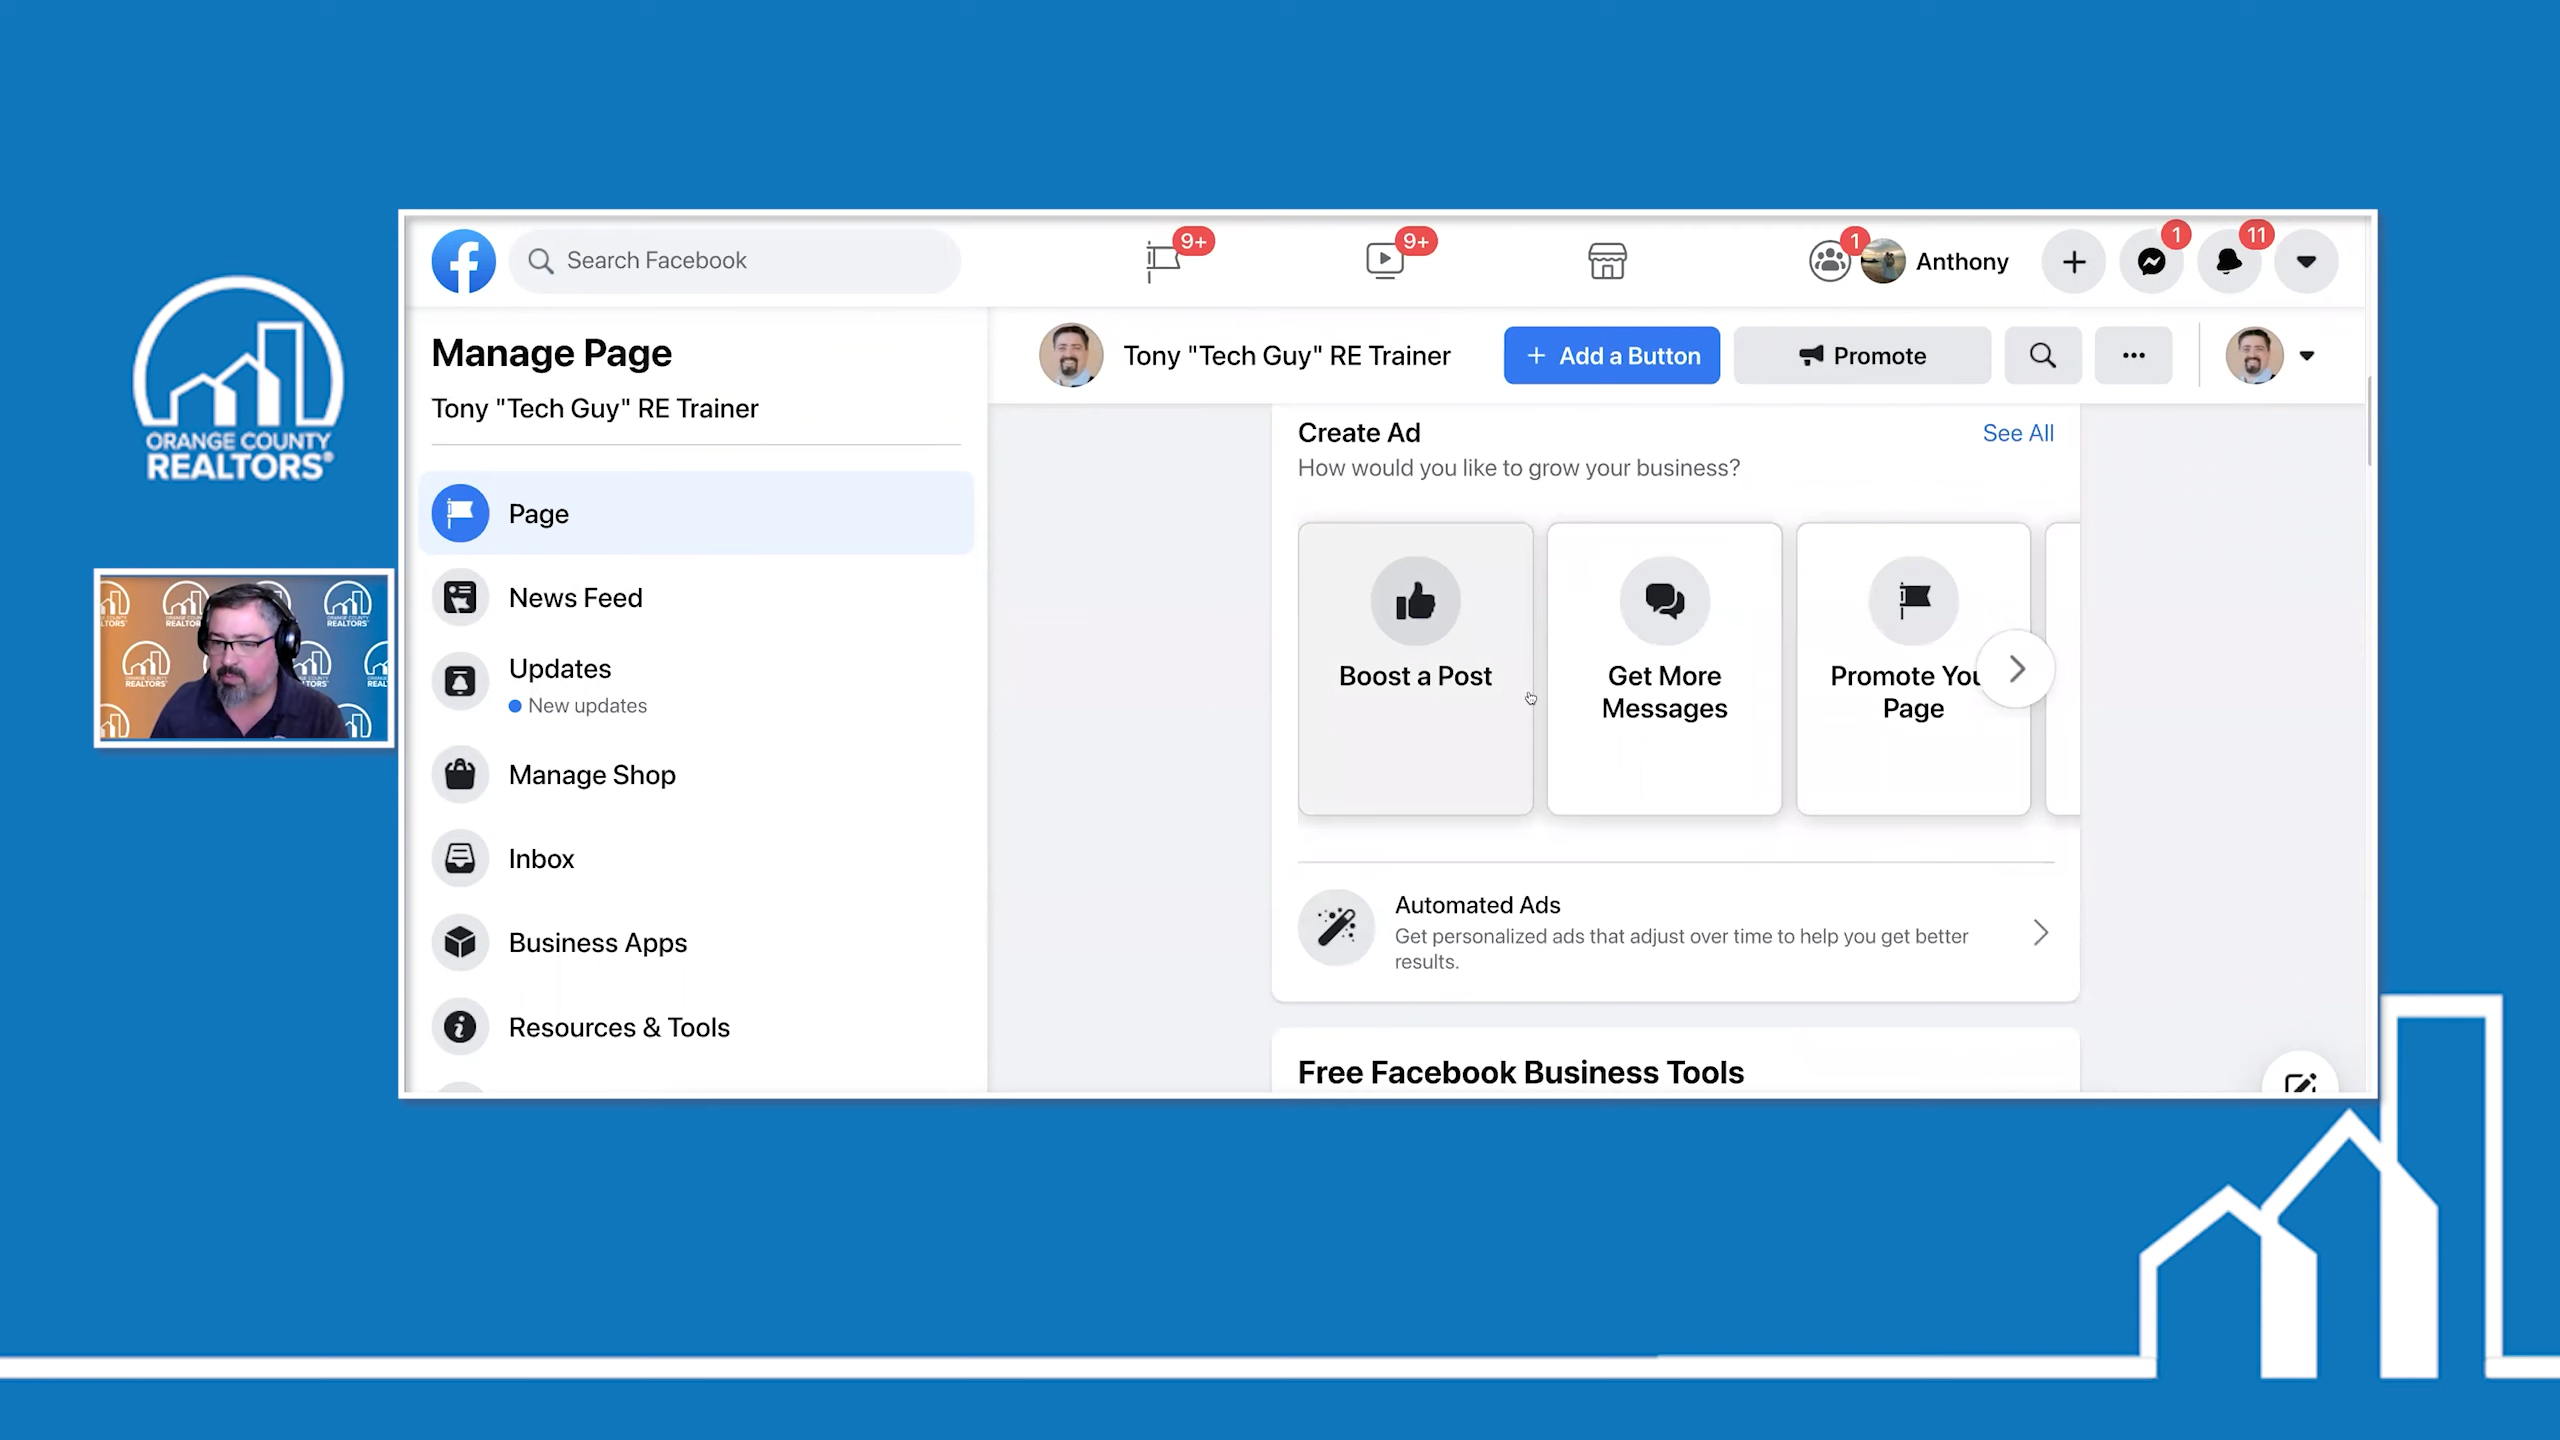 ORANGE COUNTY
REALTORS®
Search Facebook
9+
9+
1
Anthony
1
11
Manage Page
Tony "Tech Guy" RE Trainer
Page
News Feed
Updates
New updates
Manage Shop
Inbox
Business Apps
Resources & Tools
Tony "Tech Guy" RE Trainer
+ Add a Button
Promote
Create Ad
See All
How would you like to grow your business?
Boost a Post
Get More
Messages
Promote You
Page
Automated Ads
Get personalized ads that adjust over time to help you get better
results.
Free Facebook Business Tools